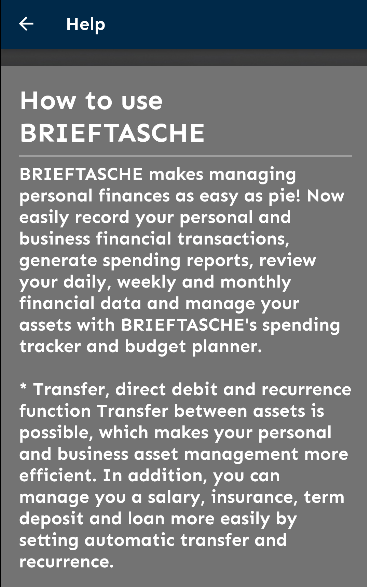 Help
How to use
BRIEFTASCHE
BRIEFTASCHE makes managing
personal finances as easy as pie! Now
easily record your personal and
business financial transactions,
generate spending reports, review
your daily, weekly and monthly
financial data and manage your
assets with BRIEFTASCHE's spending
tracker and budget planner.
* Transfer, direct debit and recurrence
function Transfer between assets is
possible, which makes your personal
and business asset management more
efficient. In addition, you can
manage you a salary, insurance, term
deposit and loan more easily by
setting automatic transfer and
recurrence.